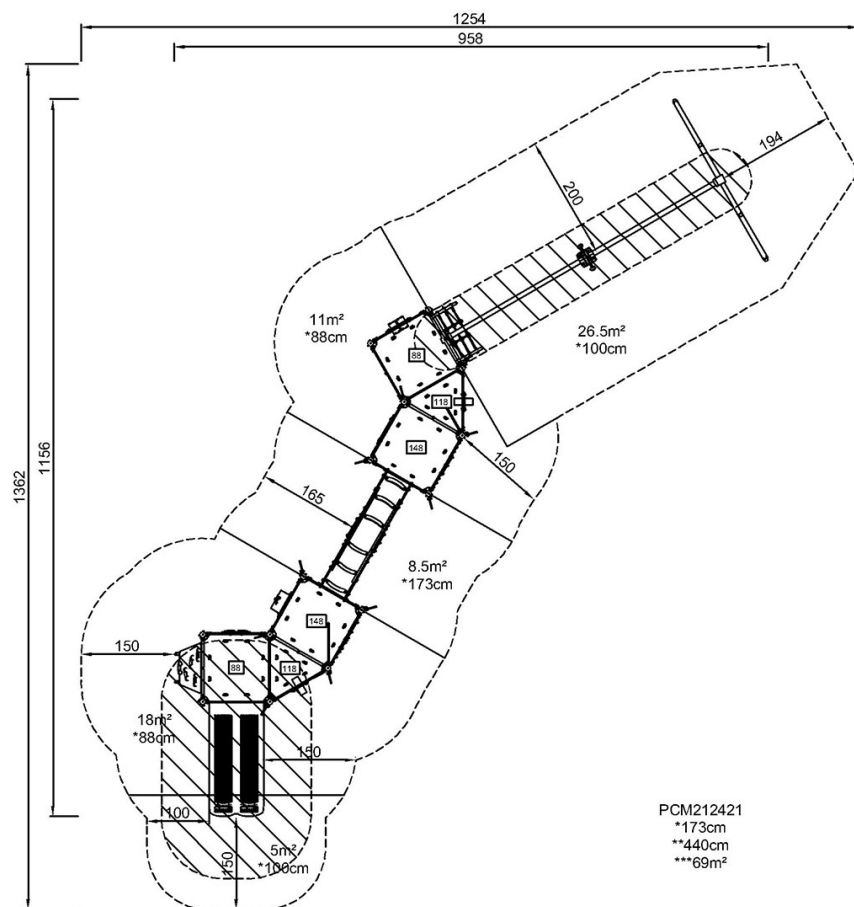 1254
958
194
200
11m²
*88cm
26.5m²
*100cm
88
118
148
150
1362
1156
165
8.5m²
*173cm
148
150
88
118
18m²
*88cm
150
100
5m²
*100cm
150
PCM212421
*173cm
**440cm
***69m²